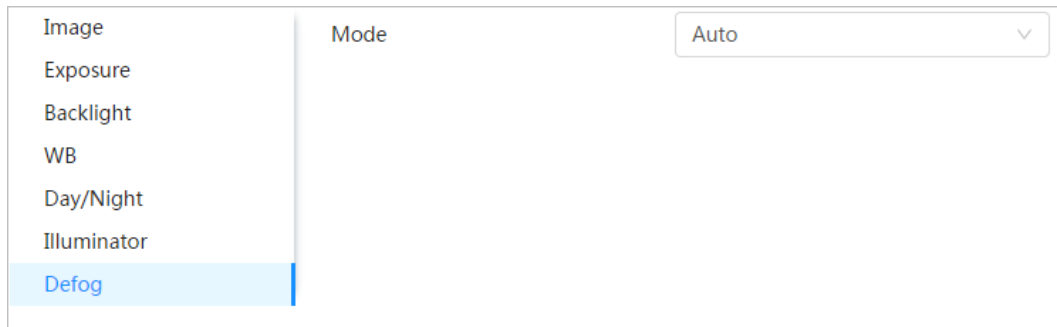 Image
Exposure
Backlight
WB
Day/Night
Illuminator
Defog
Mode
Auto